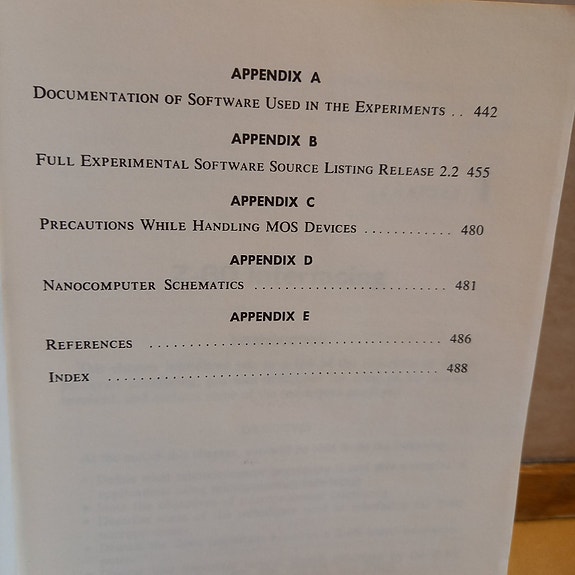 APPENDIX A
DOCUMENTATION OF SOFTWARE USED IN THE EXPERIMENTS . . 442
APPENDIX B
FULL EXPERIMENTAL SOFTWARE SOURCE LISTING RELEASE 2.2 455
APPENDIX C
PRECAUTIONS WHILE HANDLING MOS DEVICES . . . . . . . . . . . . 480
APPENDIX D
NANOCOMPUTER SCHEMATICS . . . . . . . . . . . . . . . . . . . . . . . . . 481
APPENDIX E
REFERENCES . . . . . . . . . . . . . . . . . . . . . . . . . . . . . . . . . . . . . 486
INDEX . . . . . . . . . . . . . . . . . . . . . . . . . . . . . . . . . . . . . . . . . . 488